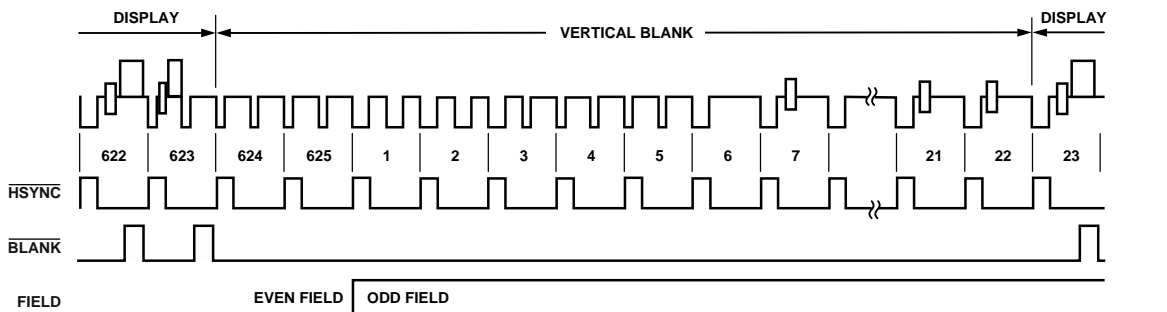 DISPLAY DISPLAY
VERTICAL BLANK
622 623 624 625 1 2 3 4 5 6 7 21 22 23
HSYNC
BLANK
FIELD EVEN FIELD ODD FIELD